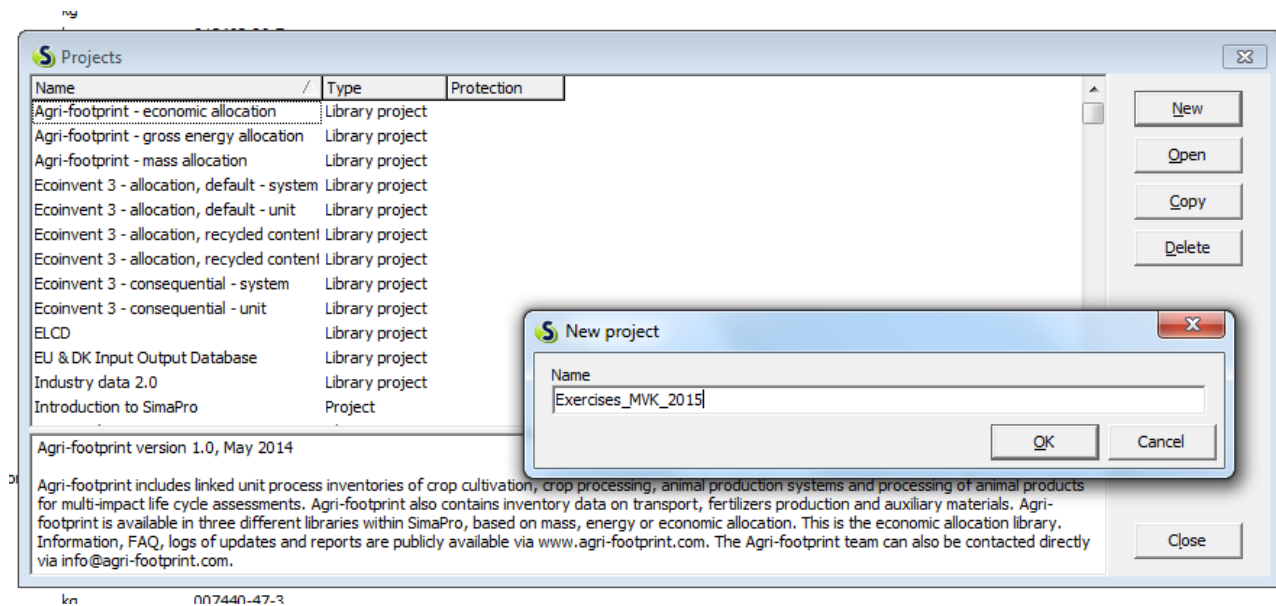 kg
Projects
Name Type Protection
Agri-footprint - economic allocation Library project
Agri-footprint - gross energy allocation Library project
Agri-footprint - mass allocation Library project
Ecoinvent 3 - allocation, default - system Library project
Ecoinvent 3 - allocation, default - unit Library project
Ecoinvent 3 - allocation, recycled content Library project
Ecoinvent 3 - allocation, recycled content Library project
Ecoinvent 3 - consequential - system Library project
Ecoinvent 3 - consequential - unit Library project
ELCD Library project
EU & DK Input Output Database Library project
Industry data 2.0 Library project
Introduction to SimaPro Project
New
Open
Copy
Delete
New project
Name
Exercises_MVK_2015
OK Cancel
Agri-footprint version 1.0, May 2014
Agri-footprint includes linked unit process inventories of crop cultivation, crop processing, animal production systems and processing of animal products
for multi-impact life cycle assessments. Agri-footprint also contains inventory data on transport, fertilizers production and auxiliary materials. Agri-
footprint is available in three different libraries within SimaPro, based on mass, energy or economic allocation. This is the economic allocation library.
Information, FAQ, logs of updates and reports are publicly available via www.agri-footprint.com. The Agri-footprint team can also be contacted directly
via info@agri-footprint.com.
Close
kg 007440-47-3